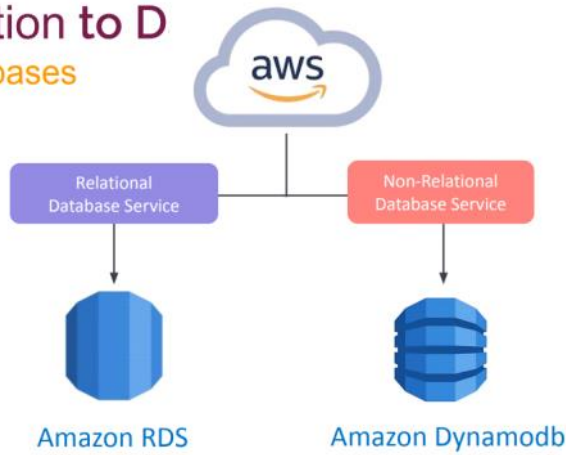 tion to D
bases
aws
Relational
Database Service
Non-Relational
Database Service
Amazon RDS
Amazon Dynamodb